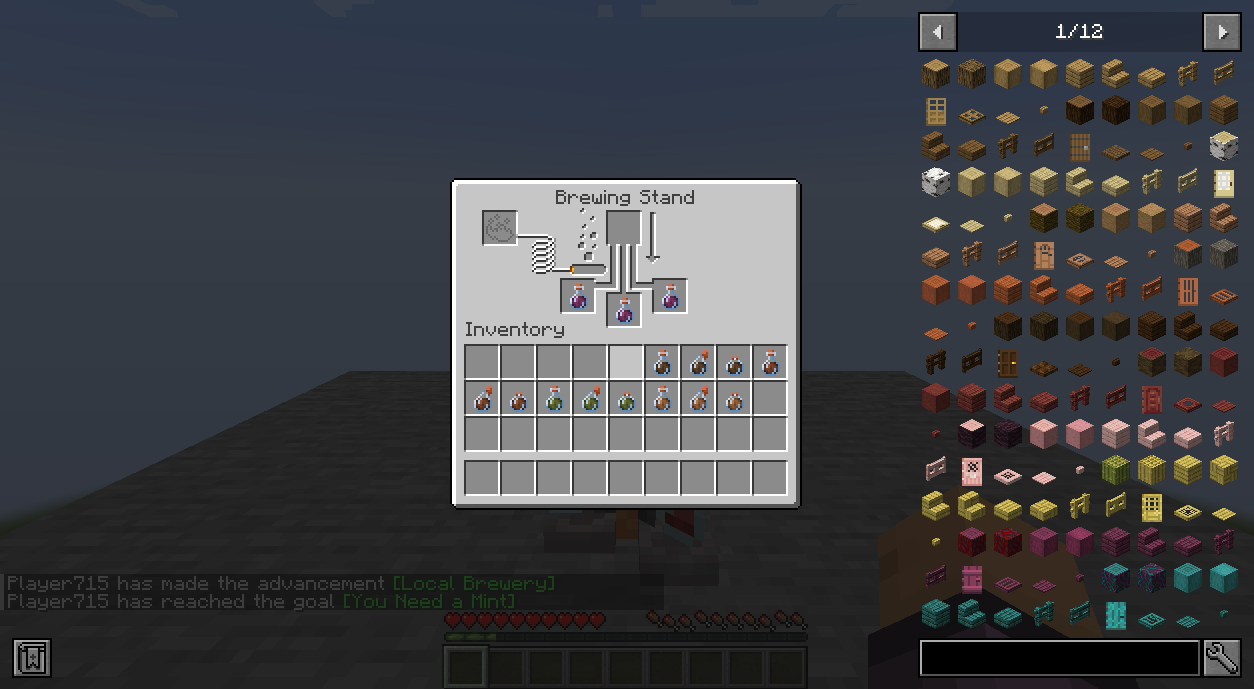 1/12
Brewing Stand
Inventory
Player715 has made the advancement [Local Brewery]
Player715 has reached the goal [You Need a Mint]